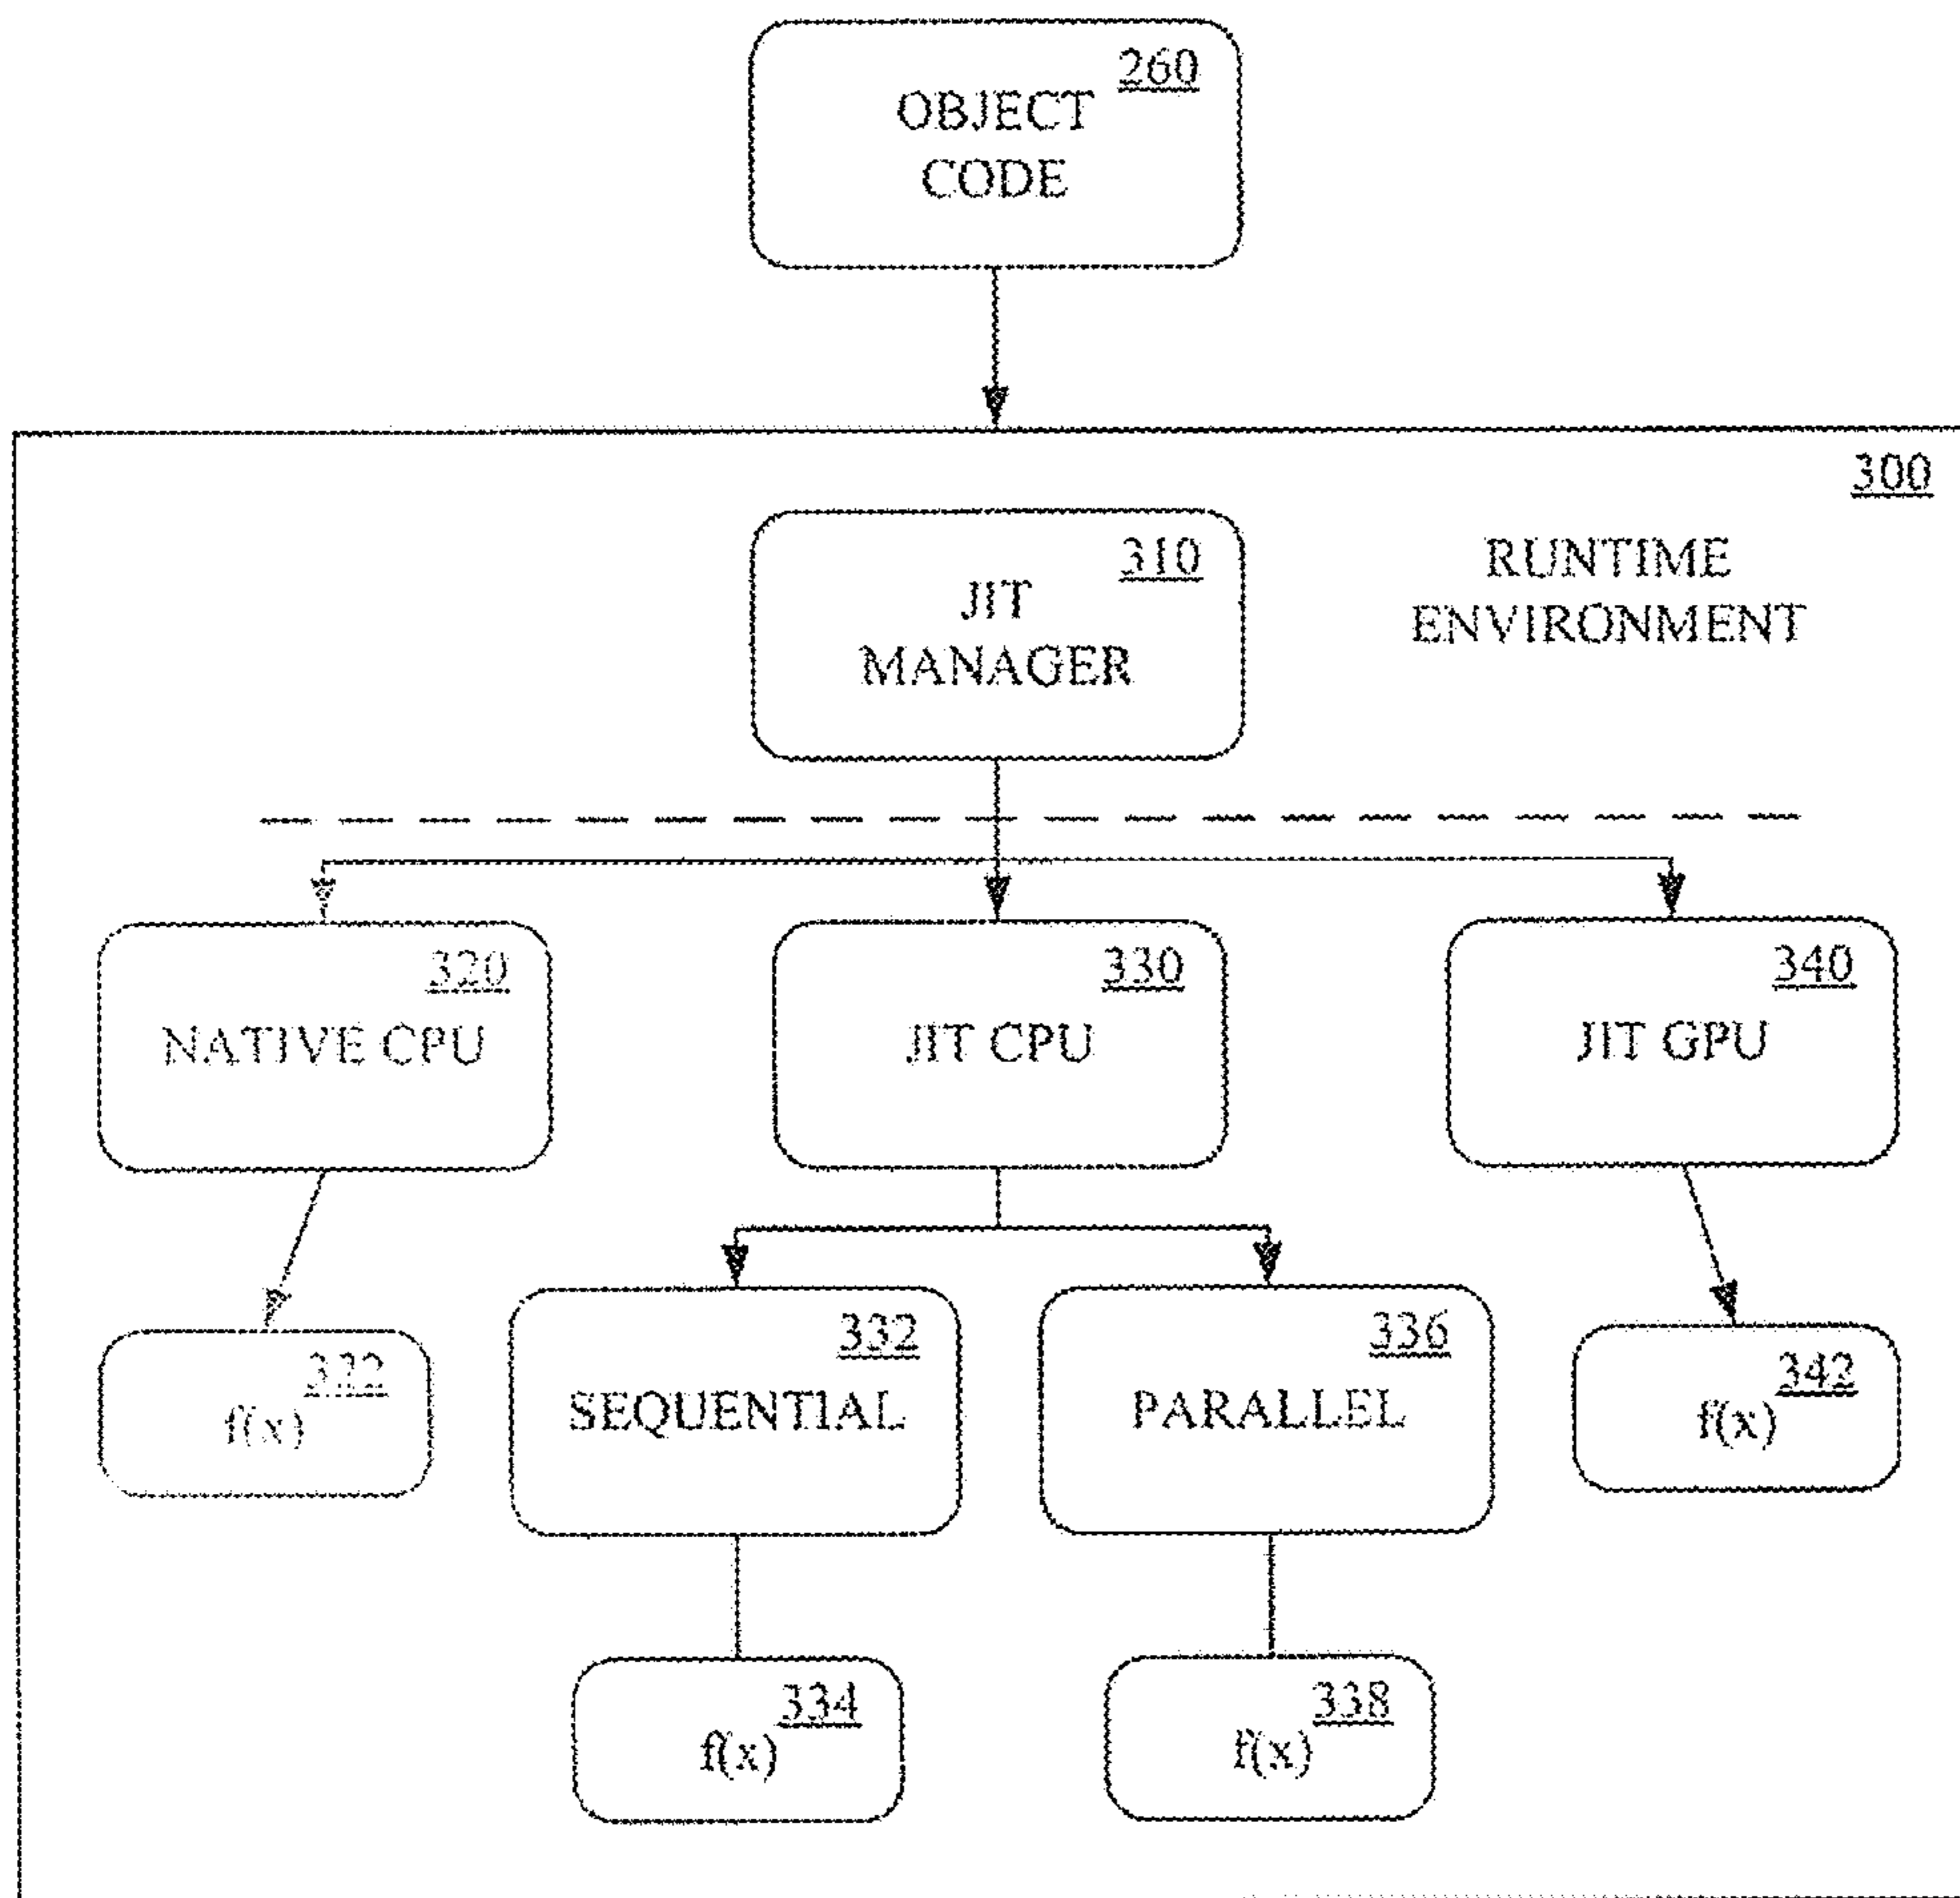 260
OBJECT
CODE
300
RUNTIME
ENVIRONMENT
310
JIT
MANAGER
320
NATIVE CPU
330
JIT CPU
340
JIT GPU
332
f(x)
332
SEQUENTIAL
336
PARALLEL
342
f(x)
334
f(x)
338
f(x)